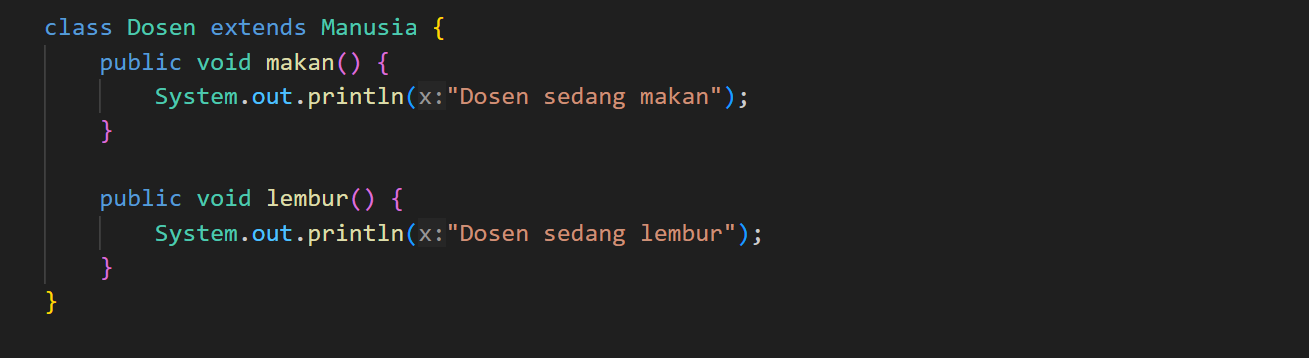 class Dosen extends Manusia {
    public void makan() {
        System.out.println(x:"Dosen sedang makan");
    }

    public void lembur() {
        System.out.println(x:"Dosen sedang lembur");
    }
}